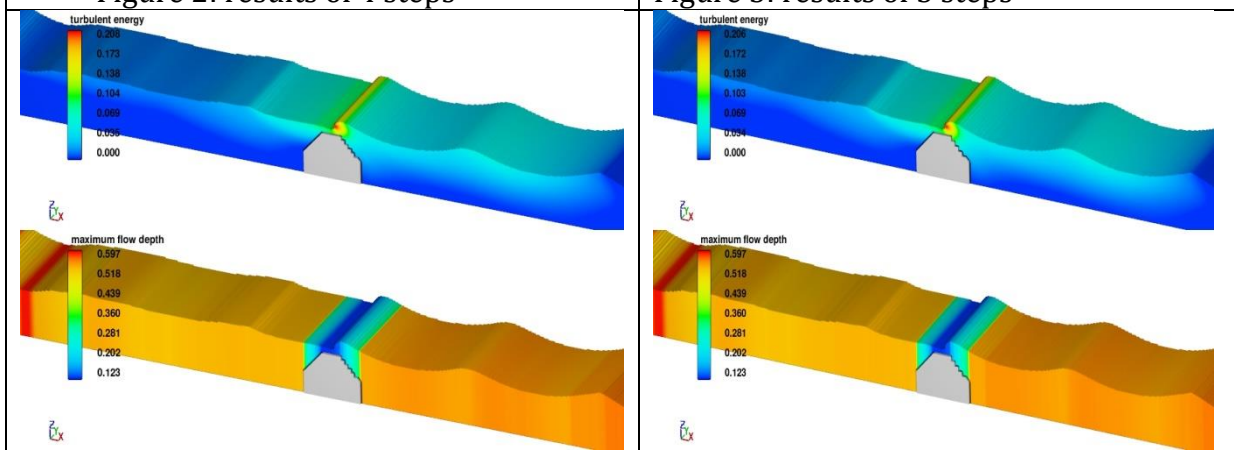 Figure 2: results of 4 steps
Figure results of steps
turbulent energy
0.208
0.173
0.138
0.104
0.069
0.035
0.000
Z
Y
X
turbulent energy
0.206
0.172
0.138
0.103
0.069
0.034
0.000
Z
Y
X
maximum flow depth
0.597
0.518
0.439
0.360
0.281
0.202
0.123
Z
Y
X
maximum flow depth
0.597
0.518
0.439
0.360
0.281
0.202
0.123
Z
Y
X